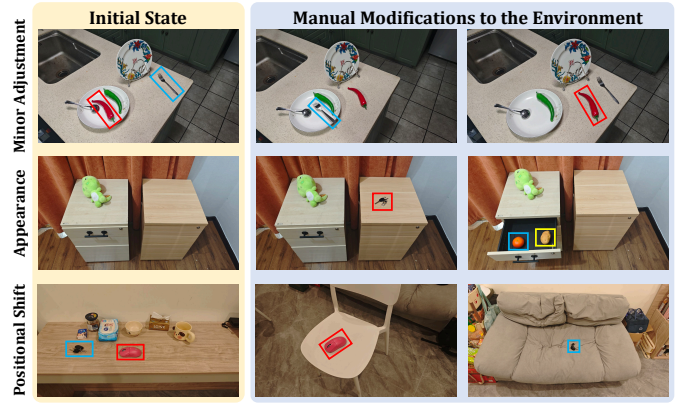 Initial State
Manual Modifications to the Environment
Minor Adjustment
Appearance
Positional Shift